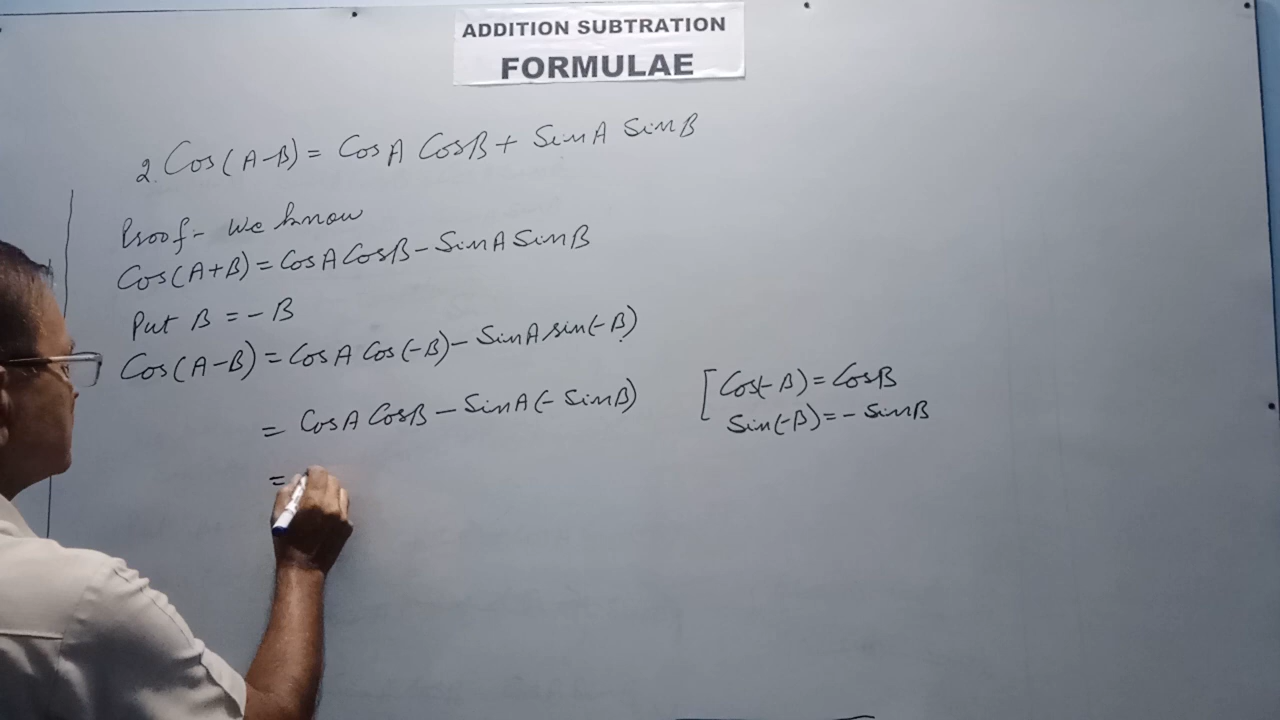 ADDITION SUBTRATION
FORMULAE
2. Cos(A-B) = CosA CosB + SinA SinB
Proof - We know
Cos(A+B) = CosA CosB - SinA SinB
Put B = -B
Cos(A-B) = CosA Cos(-B) - SinA sin(-B)
= CosA CosB - SinA (- SinB)
[Cos(-B) = CosB
Sin(-B) = - SinB
=